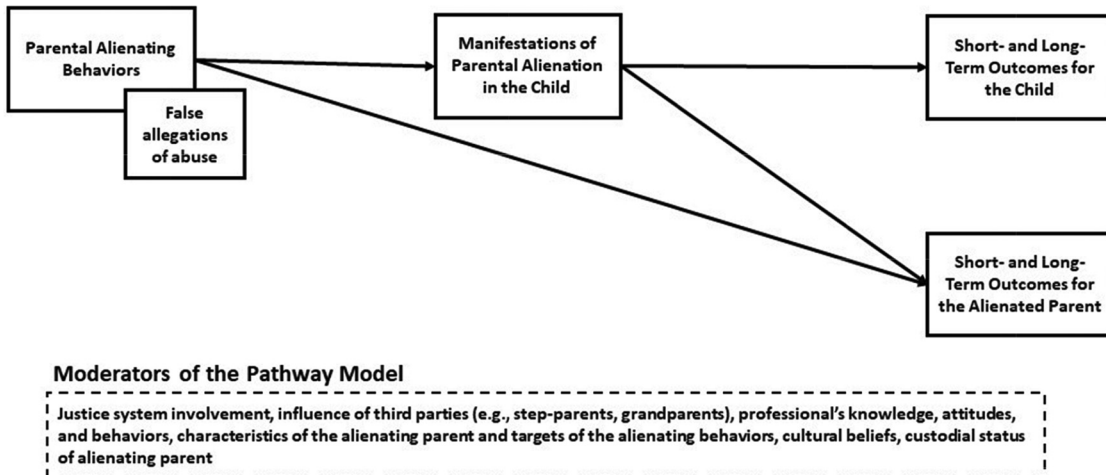 Parental Alienating
Behaviors
False
allegations
of abuse
Manifestations of
Parental Alienation
in the Child
Short- and Long-
Term Outcomes for
the Child
Short- and Long-
Term Outcomes for
the Alienated Parent
Moderators of the Pathway Model
Justice system involvement, influence of third parties (e.g., step-parents, grandparents), professional's knowledge, attitudes,
and behaviors, characteristics of the alienating parent and targets of the alienating behaviors, cultural beliefs, custodial status
of alienating parent